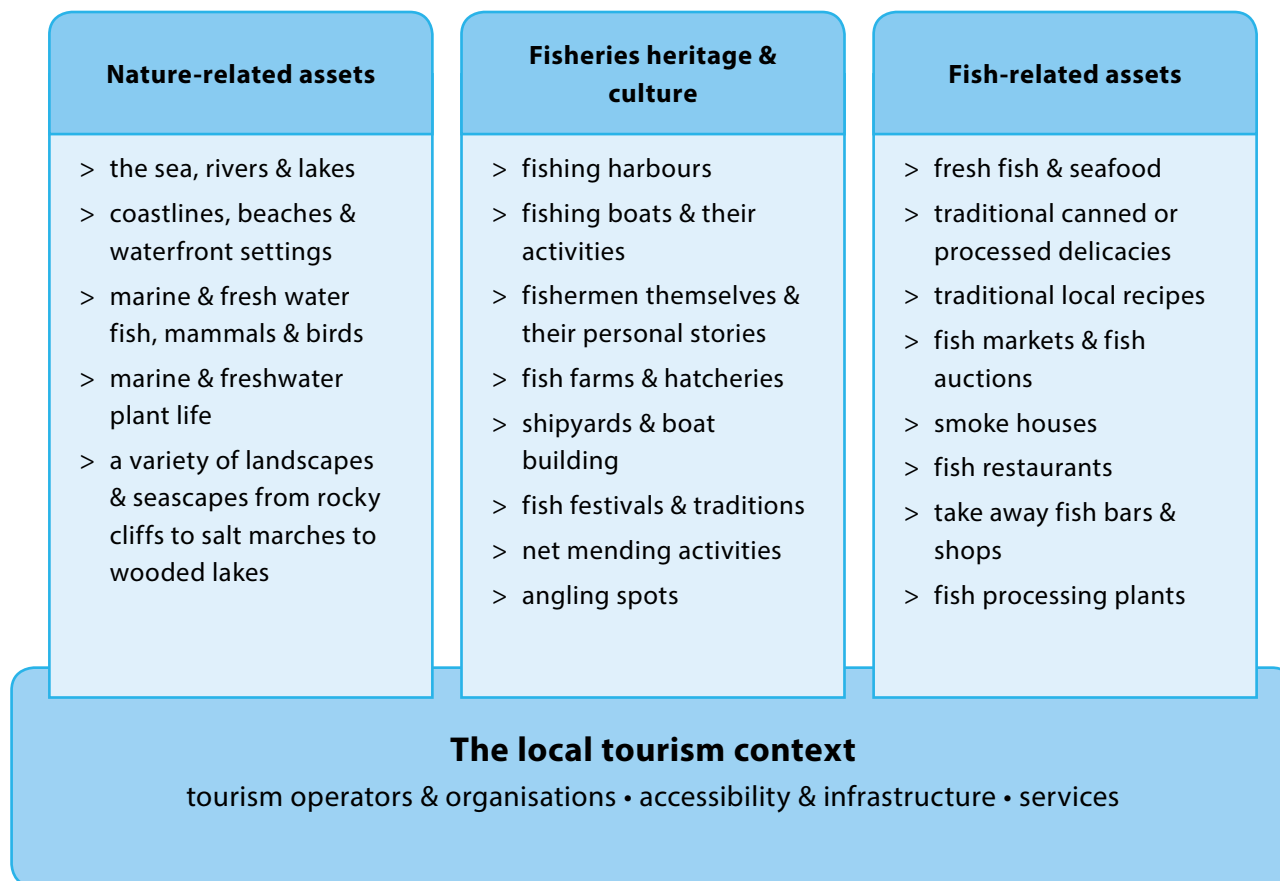 Nature-related assets
> the sea, rivers & lakes
> coastlines, beaches &
waterfront settings
> marine & fresh water
fish, mammals & birds
> marine & freshwater
plant life
> a variety of landscapes
& seascapes from rocky
cliffs to salt marches to
wooded lakes
Fisheries heritage &
culture
> fishing harbours
> fishing boats & their
activities
> fishermen themselves &
their personal stories
> fish farms & hatcheries
> shipyards & boat
building
> fish festivals & traditions
> net mending activities
> angling spots
Fish-related assets
> fresh fish & seafood
> traditional canned or
processed delicacies
> traditional local recipes
> fish markets & fish
auctions
> smoke houses
> fish restaurants
> take away fish bars &
shops
> fish processing plants
The local tourism context
tourism operators & organisations • accessibility & infrastructure • services